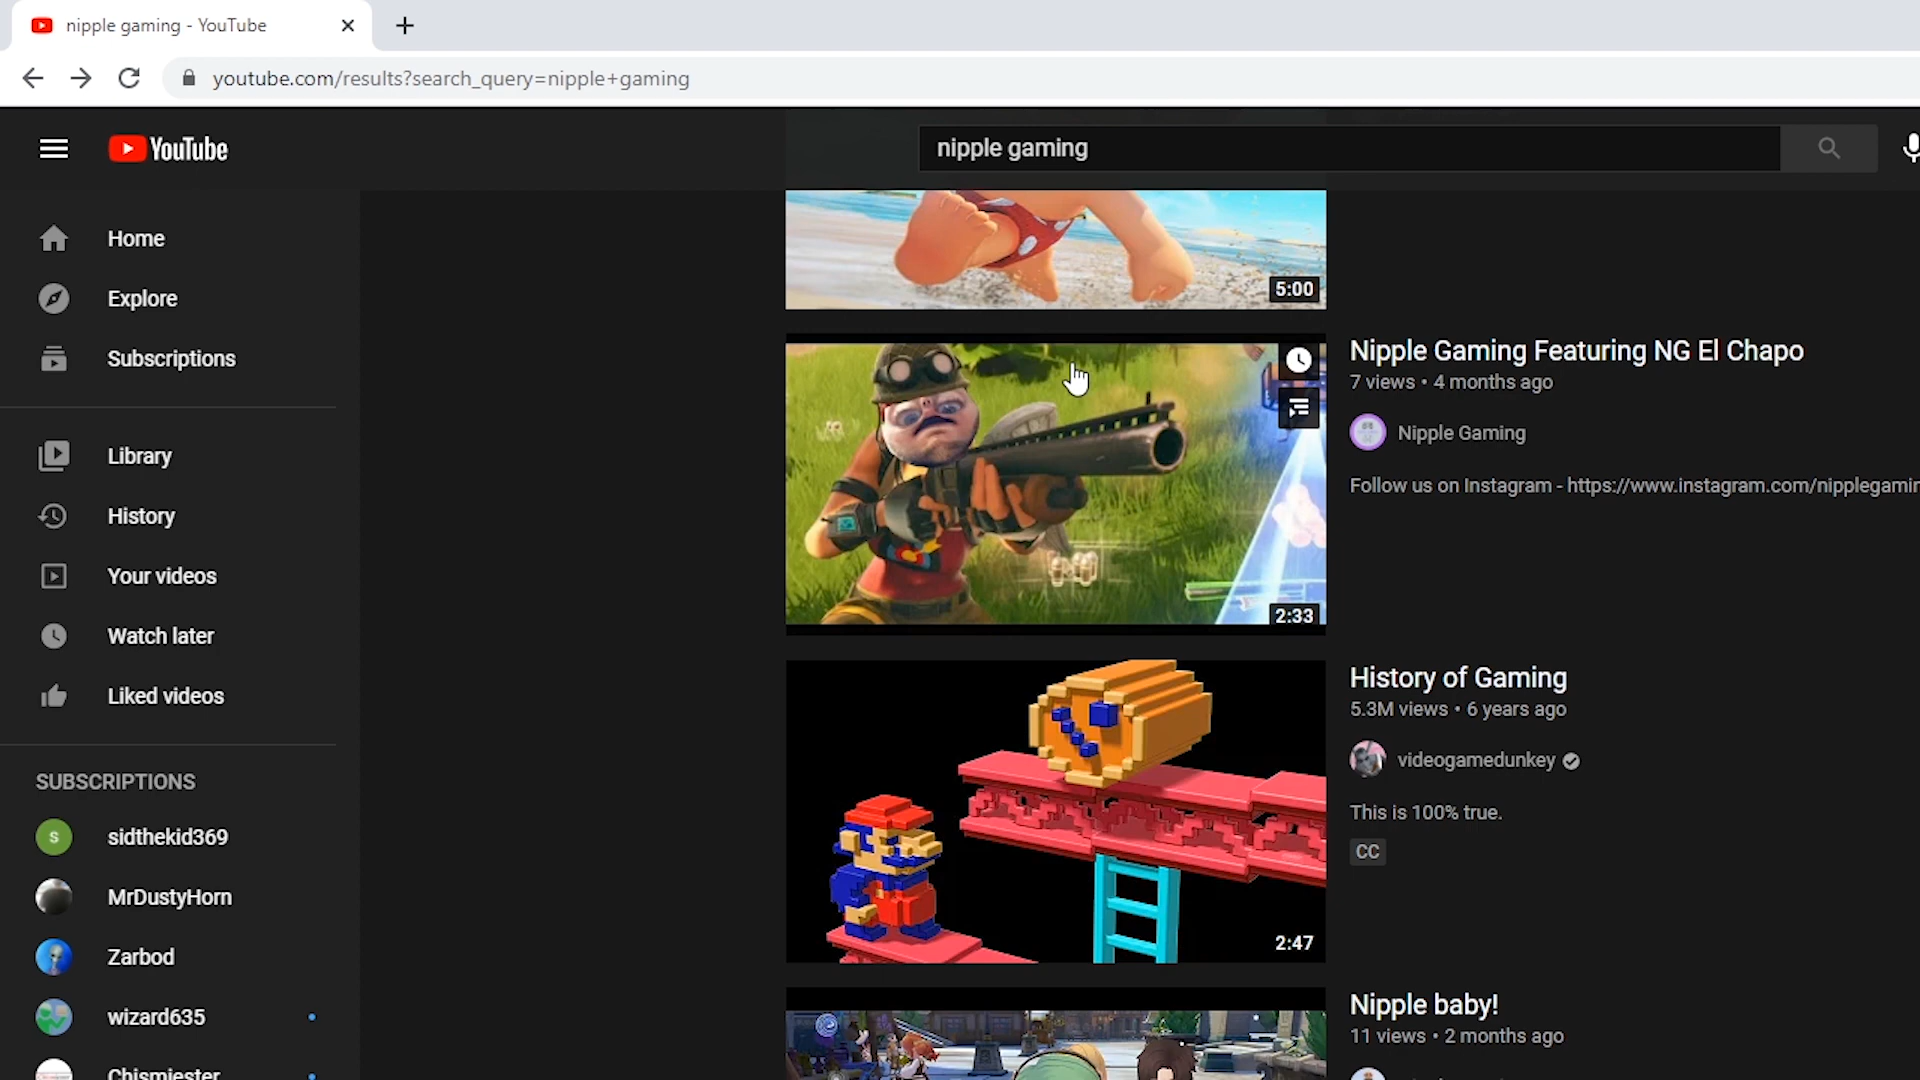 nipple gaming - YouTube
youtube.com/results?search_query=nipple+gaming
YouTube
nipple gaming
Home
Explore
Subscriptions
Library
History
Your videos
Watch later
Liked videos
SUBSCRIPTIONS
sidthekid369
MrDustyHorn
Zarbod
wizard635
5:00
2:33
Nipple Gaming Featuring NG El Chapo
7 views • 4 months ago
Nipple Gaming
Follow us on Instagram - https://www.instagram.com/nipplegamin
2:47
History of Gaming
5.3M views • 6 years ago
videogamedunkey
This is 100% true.
CC
Nipple baby!
11 views • 2 months ago